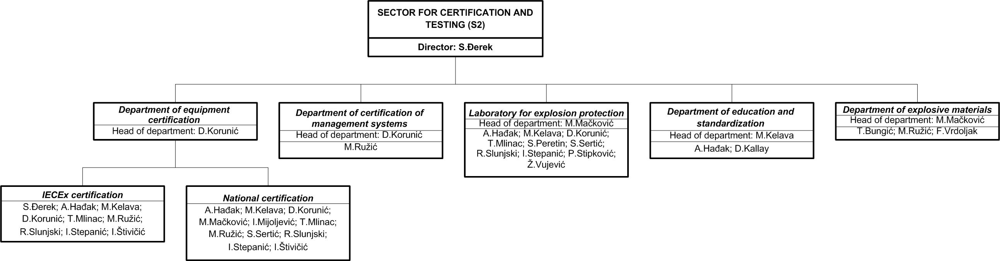 SECTOR FOR CERTIFICATION AND
TESTING (S2)
Director: S.Đerek
Department of equipment
certification
Head of department: D.Korunić
Department of certification of
management systems
Head of department: D.Korunić
M.Ružić
Laboratory for explosion protection
Head of department: M.Mačković
A.Hađak; M.Kelava; D.Korunić;
T.Mlinac; S.Peretin; S.Sertić;
R.Slunjski; I.Stepanić; P.Stipković;
Ž.Vujević
Department of education and
standardization
Head of department: M.Kelava
A.Hađak; D.Kallay
Department of explosive materials
Head of department: M.Mačković
T.Bungić; M.Ružić; F.Vrdoljak
IECEx certification
S.Đerek; A.Hađak; M.Kelava;
D.Korunić; T.Mlinac; M.Ružić;
R.Slunjski; I.Stepanić; I.Štivičić
National certification
A.Hađak; M.Kelava; D.Korunić;
M.Mačković; I.Mijoljević; T.Mlinac;
M.Ružić; S.Sertić; R.Slunjski;
I.Stepanić; I.Štivičić